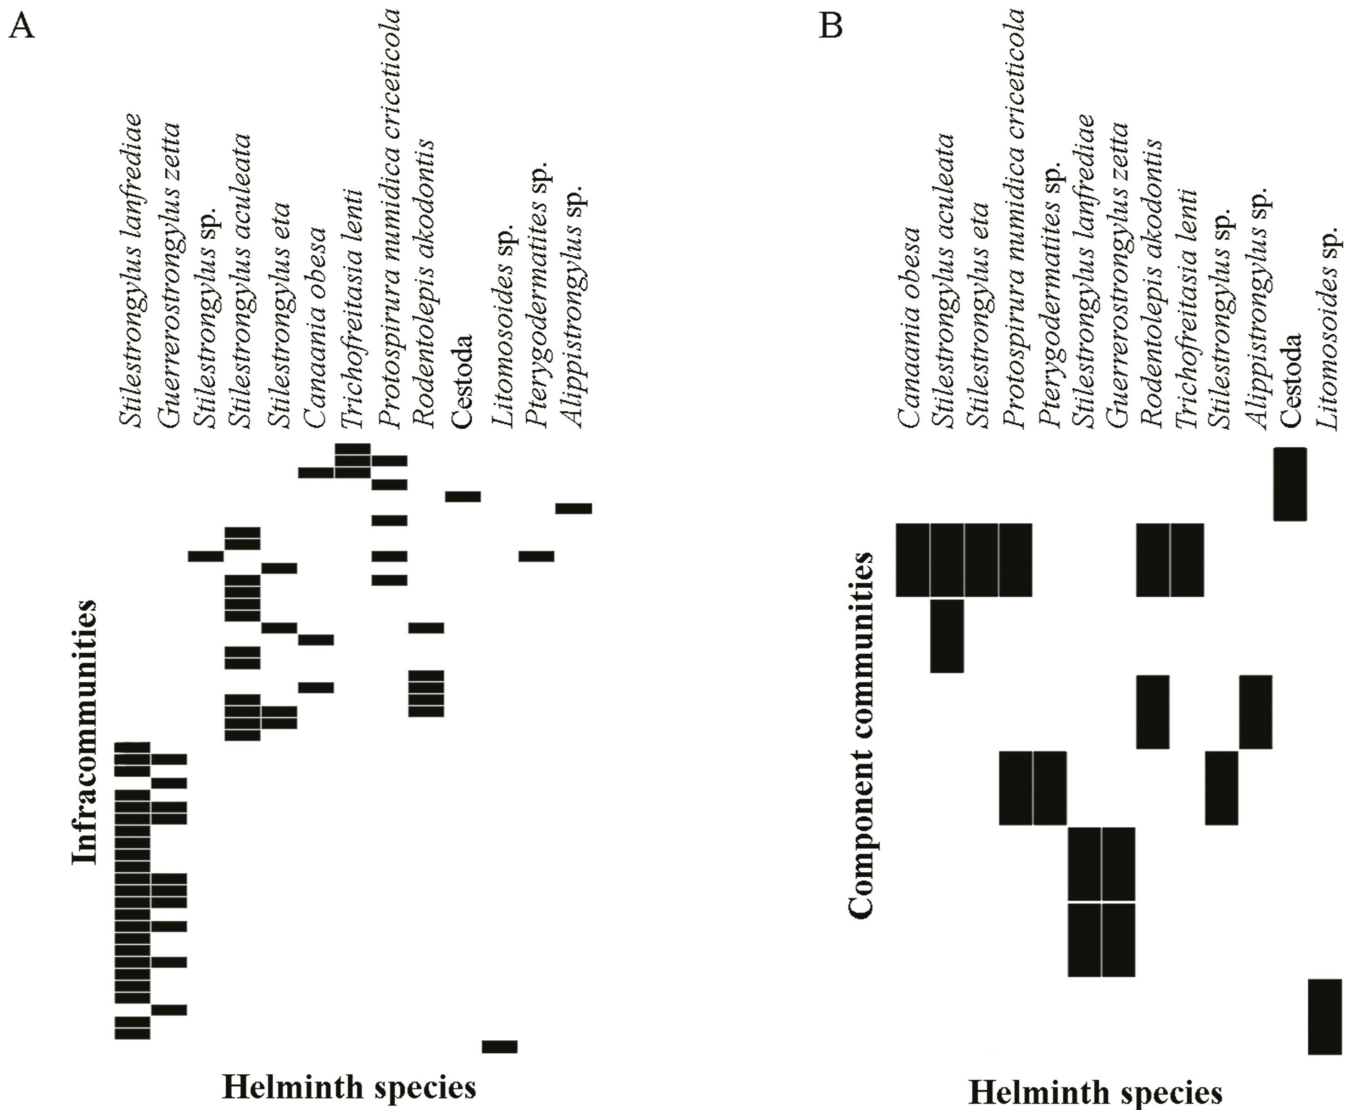 A
Stilestrongylus lanfrediae
Guerrerostrongylus zetta
Stilestrongylus sp.
Stilestrongylus aculeata
Stilestrongylus eta
Canaania obesa
Trichofreitasia lenti
Protospirura numidica criceticola
Rodentolepis akodontis
Cestoda
Litomosoides sp.
Pterygodermatites sp.
Alippistrongylus sp.
Infracommunities
Helminth species
B
Canaania obesa
Stilestrongylus aculeata
Stilestrongylus eta
Protospirura numidica criceticola
Pterygodermatites sp.
Stilestrongylus lanfrediae
Guerrerostrongylus zetta
Rodentolepis akodontis
Trichofreitasia lenti
Stilestrongylus sp.
Alippistrongylus sp.
Cestoda
Litomosoides sp.
Component communities
Helminth species